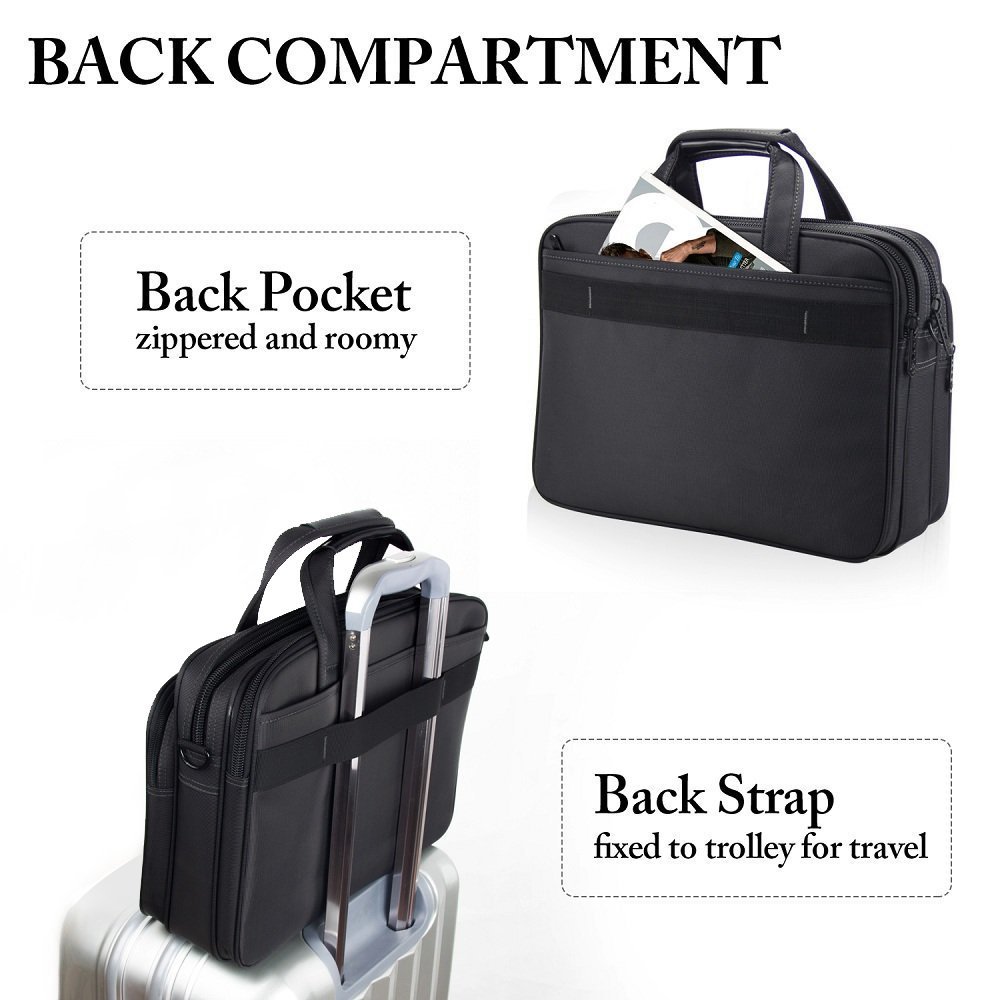 BACK COMPARTMENT
Back Pocket
zippered and roomy
Back Strap
fixed to trolley for travel